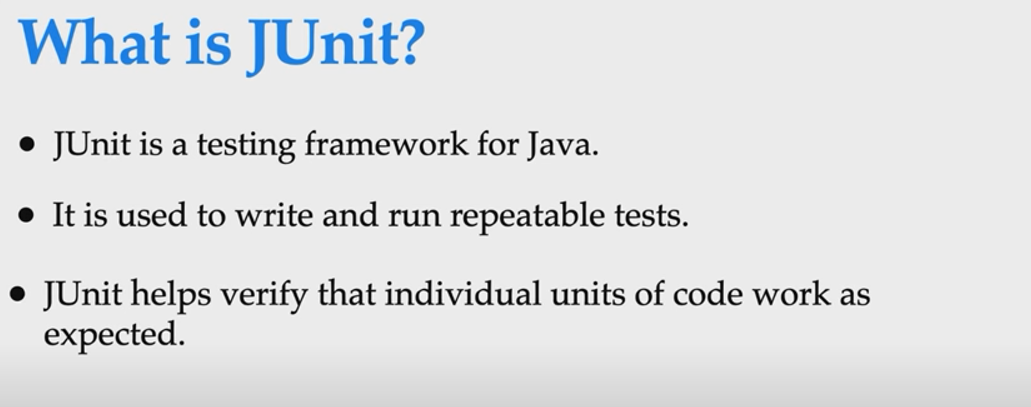 What is JUnit?
• JUnit is a testing framework for Java.
• It is used to write and run repeatable tests.
• JUnit helps verify that individual units of code work as
expected.